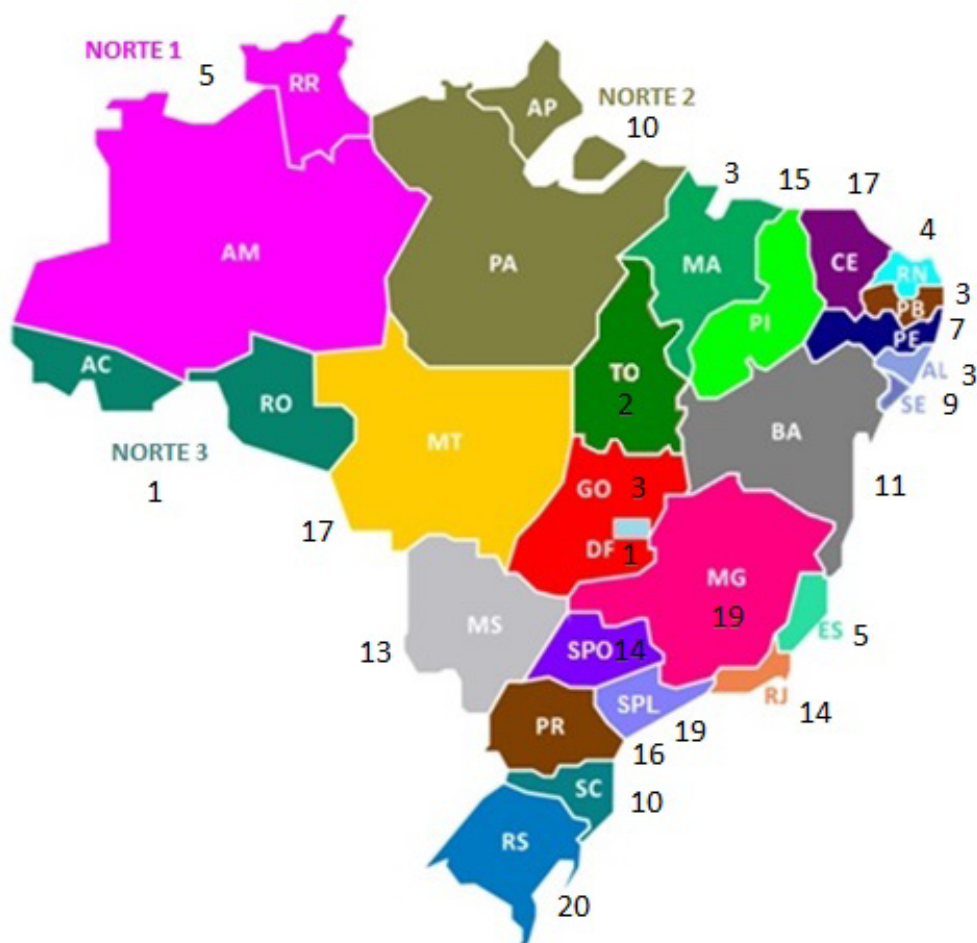 NORTE 1
5
RR
AP
NORTE 2
10
3
15
17
4
AM
PA
MA
CE
RN
3
PB
7
PI
PE
AC
TO
AL
3
2
SE
9
RO
MT
BA
NORTE 3
1
17
GO
3
11
DF
1
MG
19
MS
13
SPO
14
ES
5
SPL
RJ
14
19
PR
16
SC
10
RS
20